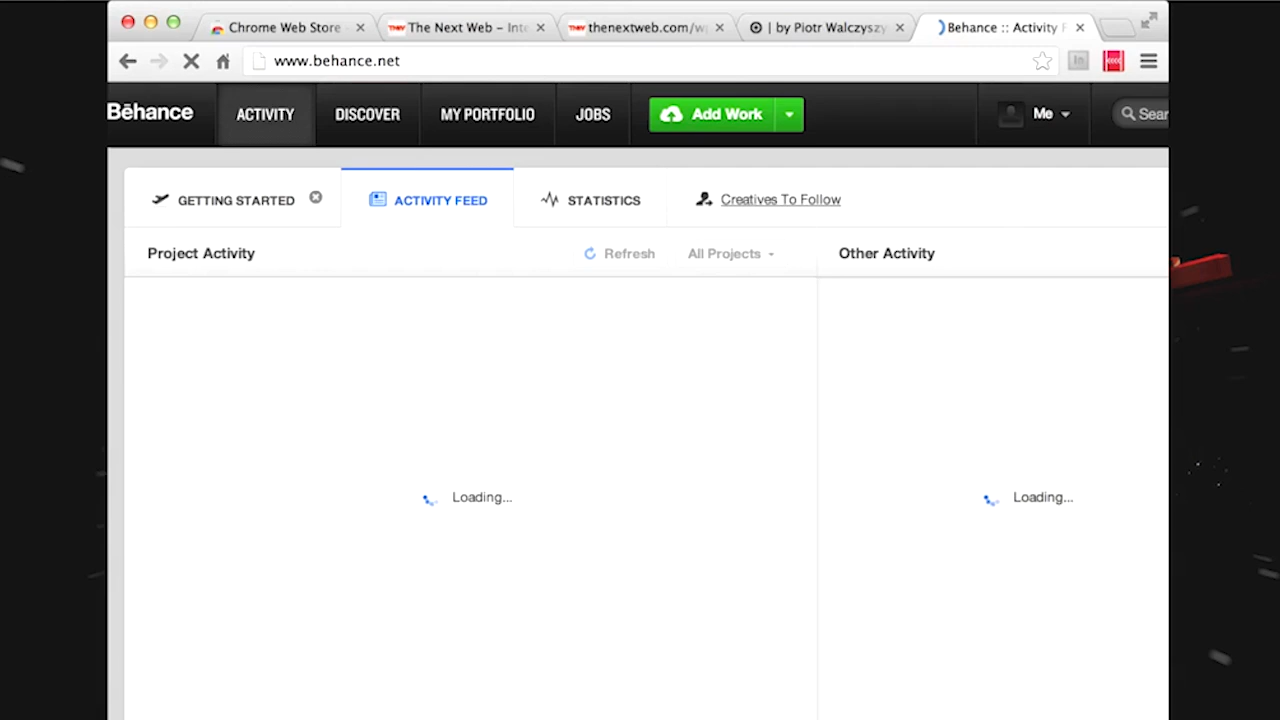 Chrome Web Store
The Next Web – Inte
thenextweb.com/w
| by Piotr Walczyszy
Behance :: Activity F
www.behance.net
Bēhance
ACTIVITY
DISCOVER
MY PORTFOLIO
JOBS
Add Work
Me
Sear
GETTING STARTED
ACTIVITY FEED
STATISTICS
Creatives To Follow
Project Activity
Refresh
All Projects
Other Activity
Loading...
Loading...